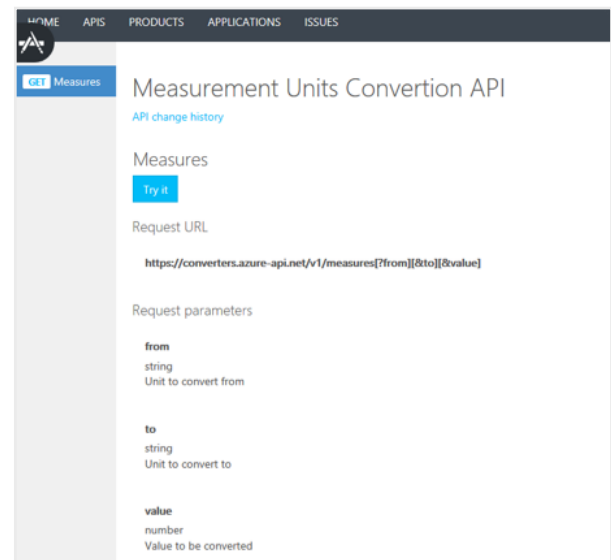 HOME APIS PRODUCTS APPLICATIONS ISSUES
GET Measures
Measurement Units Convertion API
API change history
Measures
Try it
Request URL
https://converters.azure-api.net/v1/measures[?from][&to][&value]
Request parameters
from
string
Unit to convert from
to
string
Unit to convert to
value
number
Value to be converted